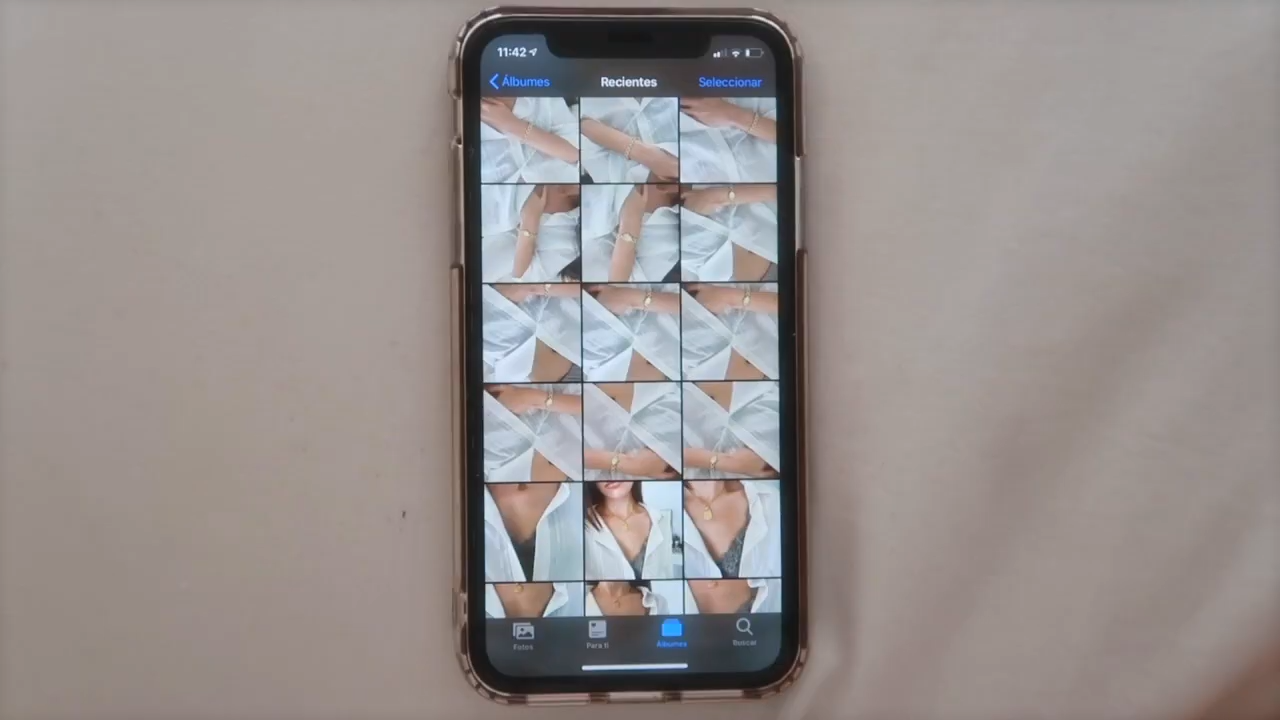 11:42
Álbumes Recientes Seleccionar
Fotos Para ti Álbumes Buscar